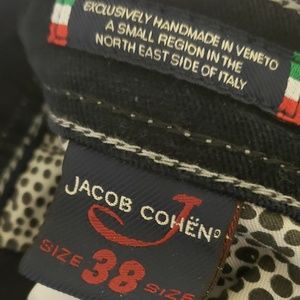 EXCLUSIVELY HANDMADE IN VENETO
A SMALL REGION IN THE
NORTH EAST SIDE OF ITALY
JACOB COHËN
SIZE 38 SIZE